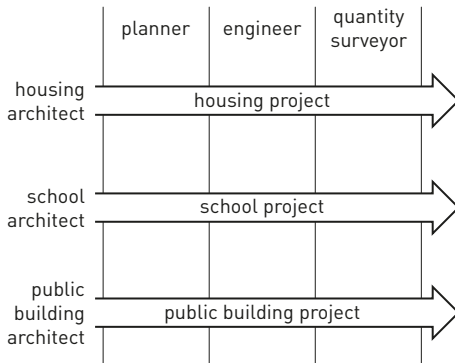 planner
engineer
quantity
surveyor
housing
architect
housing project
school
architect
school project
public
building
architect
public building project